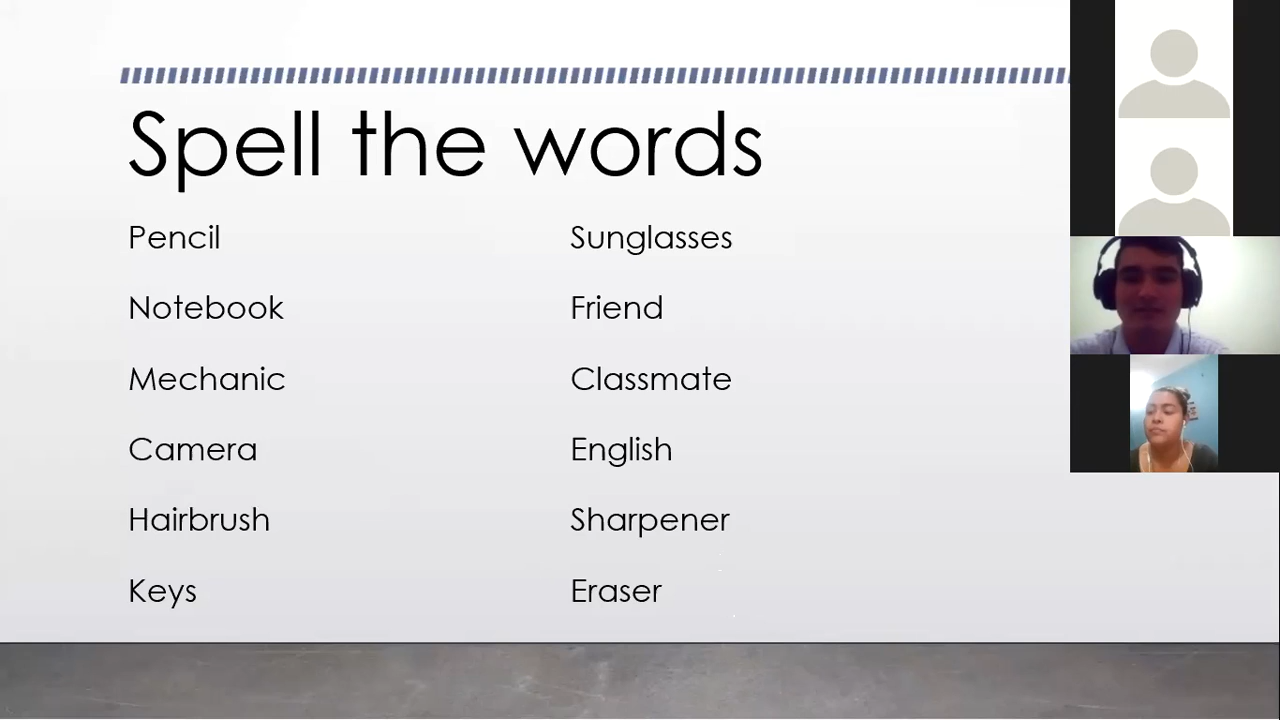 Spell the words
Pencil
Notebook
Mechanic
Camera
Hairbrush
Keys
Sunglasses
Friend
Classmate
English
Sharpener
Eraser